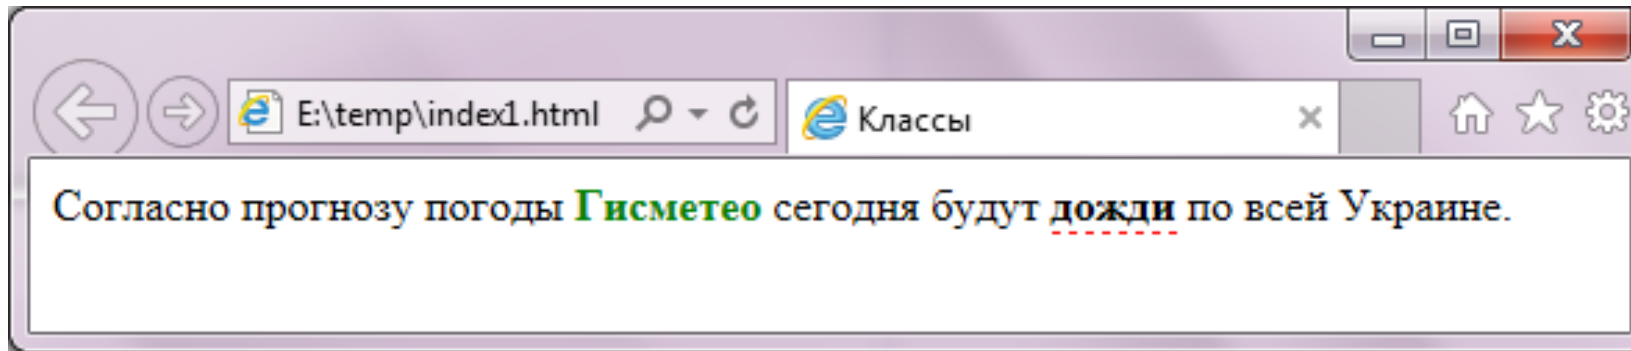 E:\temp\index1.html
Классы
Согласно прогнозу погоды Гисметео сегодня будут дожди по всей Украине.